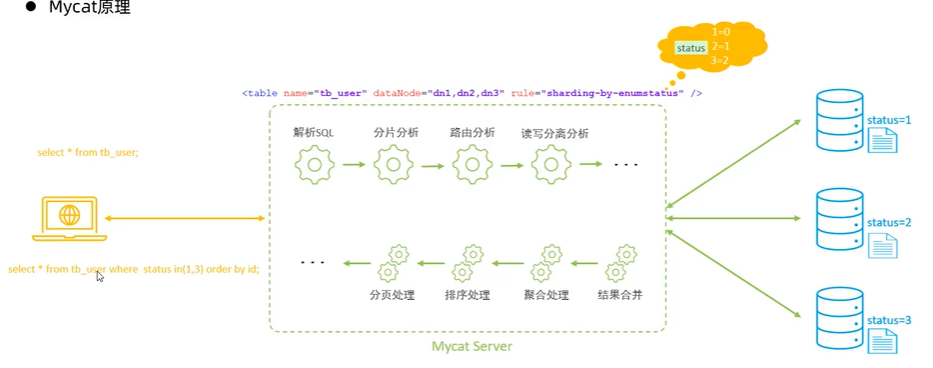 ● Mycat原理
1=0
status 2=1
3=2
<table name="tb_user" dataNode="dn1,dn2,dn3" rule="sharding-by-enumstatus" />
解析SQL 分片分析 路由分析 读写分离分析
...
status=1
select * from tb_user;
status=2
select * from tb_user where status in(1,3) order by id;
...
分页处理 排序处理 聚合处理 结果合并
status=3
Mycat Server